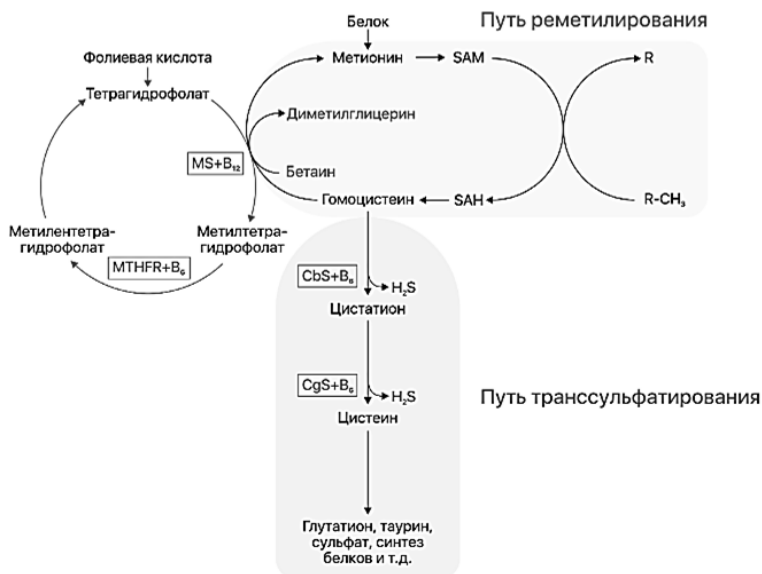 Белок
Путь реметилирования
Метионин
SAM
R
Фолиевая кислота
Тетрагидрофолат
Диметилглицерин
MS+B₁₂
Бетаин
Гомоцистеин
SAH
R-CH₃
Метилентетра-
гидрофолат
Метилтетра-
гидрофолат
MTHFR+B₆
CbS+B₆
H₂S
Цистатион
CgS+B₆
H₂S
Цистеин
Путь транссульфатирования
Глутатион, таурин,
сульфат, синтез
белков и т.д.